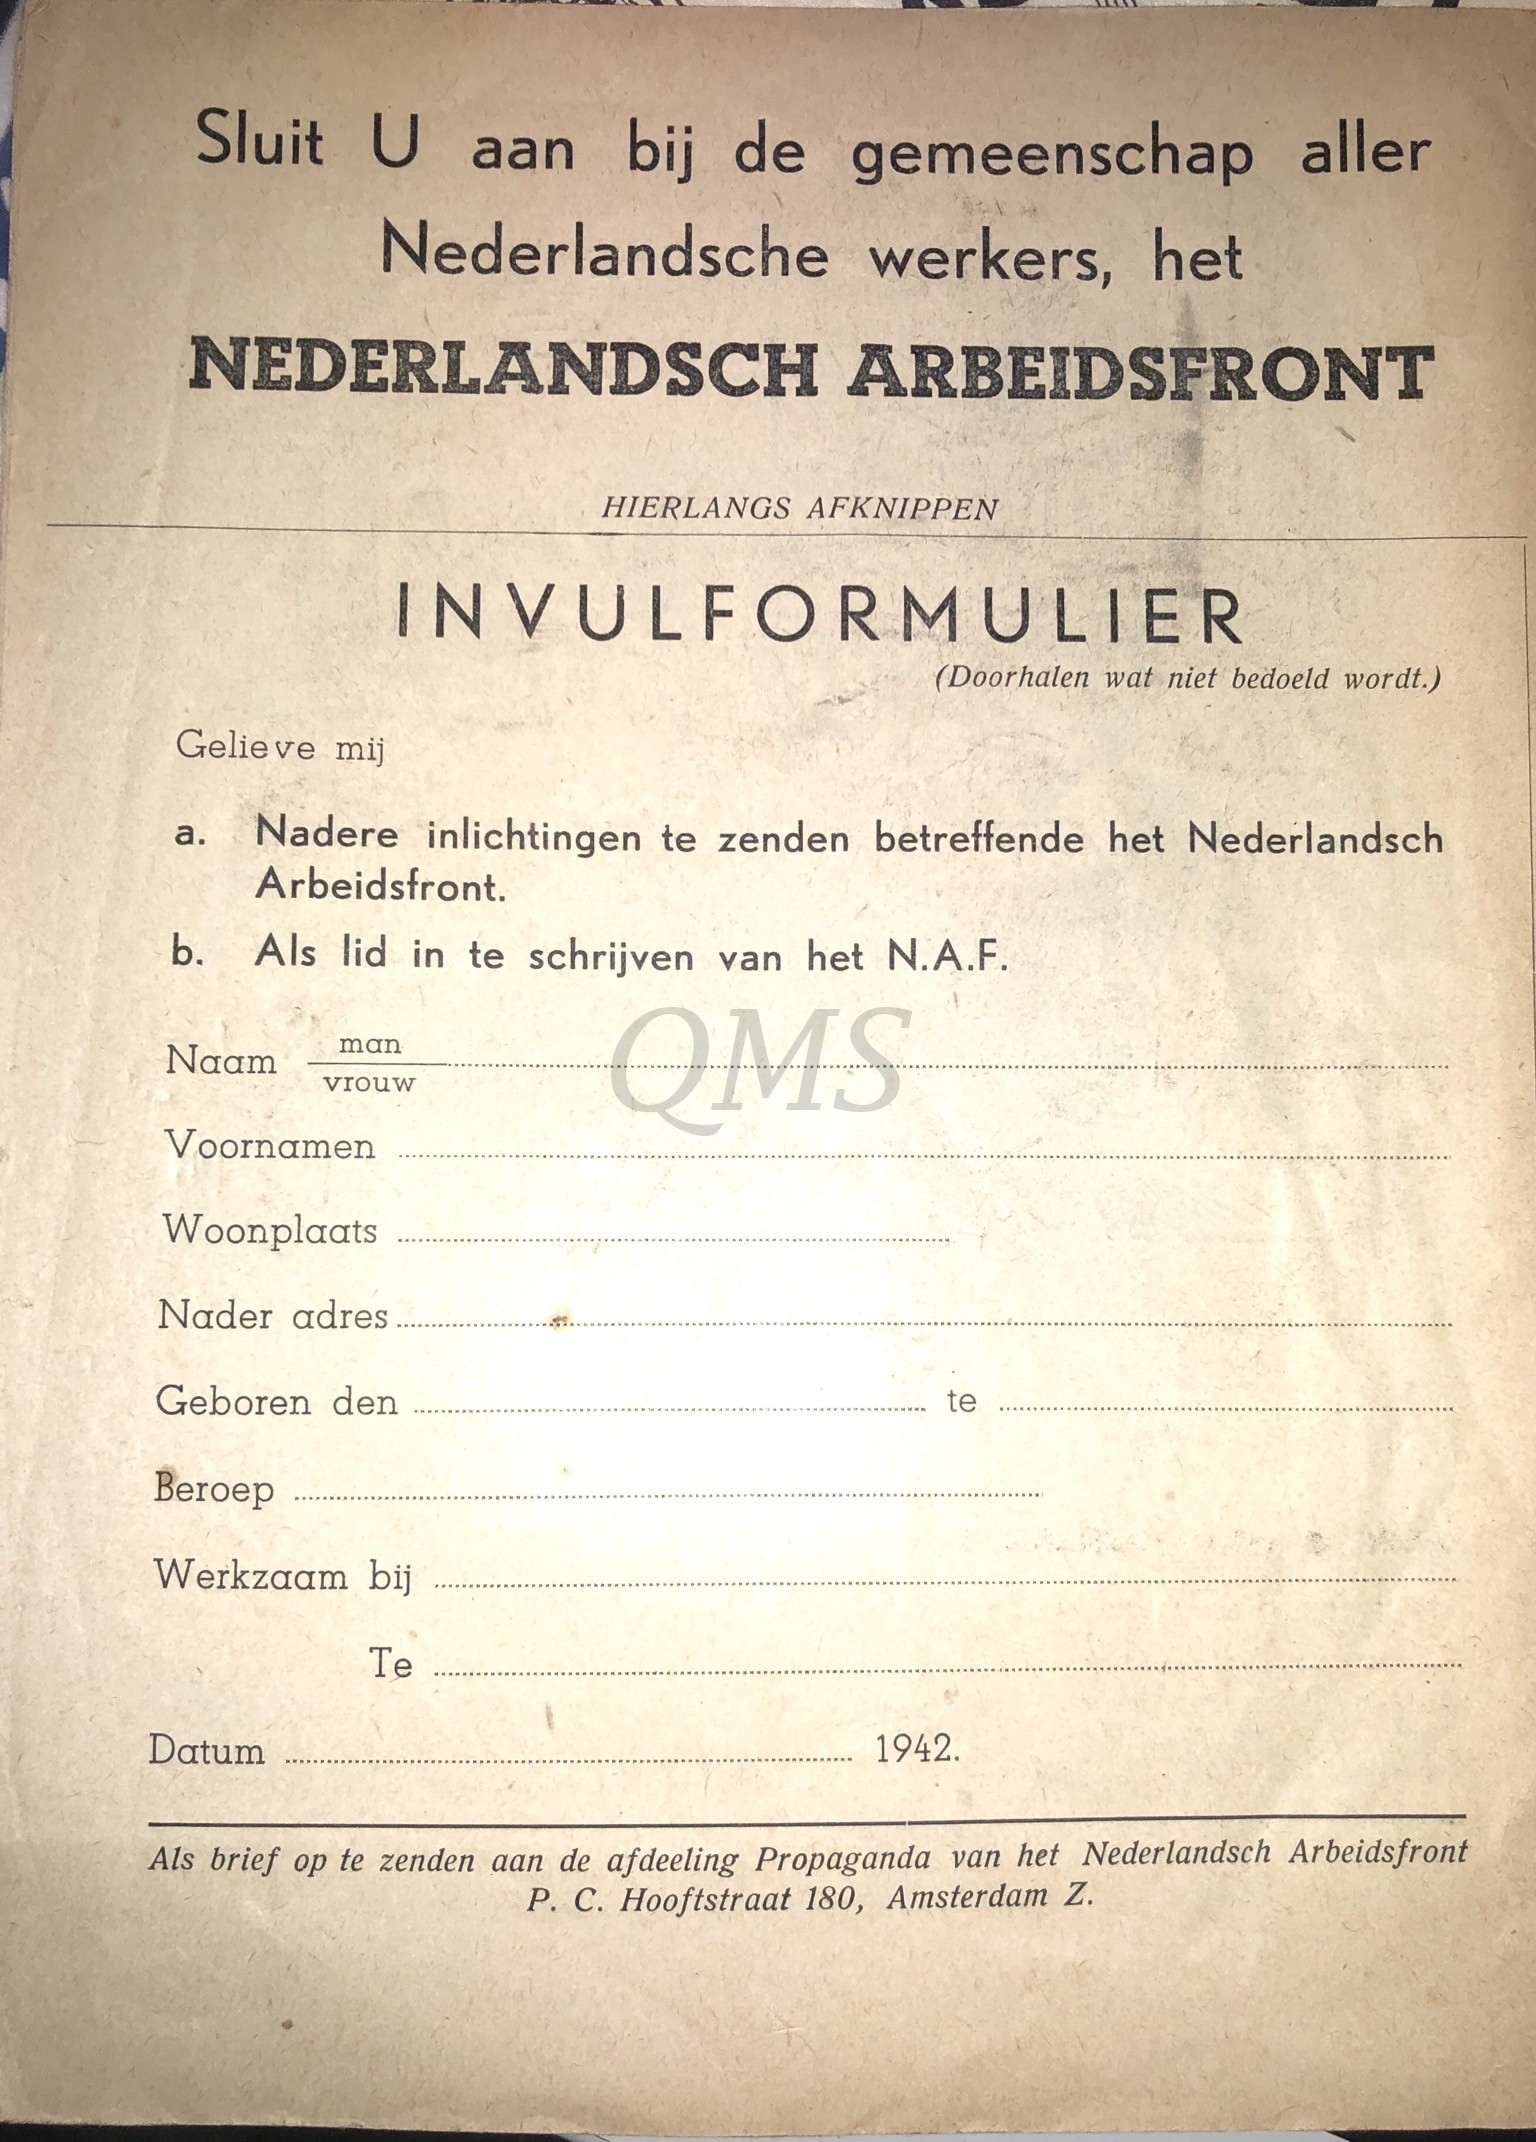 Sluit U aan bij de gemeenschap aller
Nederlandsche werkers, het
NEDERLANDSCH ARBEIDSFRONT
HIERLANGS AFKNIPPEN
INVULFORMULIER
(Doorhalen wat niet bedoeld wordt.)
Gelieve mij
a. Nadere inlichtingen te zenden betreffende het Nederlandsch
Arbeidsfront.
b. Als lid in te schrijven van het N.A.F.
Naam man
vrouw
QMS
Voornamen
Woonplaats
Nader adres
Geboren den te
Beroep
Werkzaam bij
Te
Datum 1942.
Als brief op te zenden aan de afdeeling Propaganda van het Nederlandsch Arbeidsfront
P. C. Hooftstraat 180, Amsterdam Z.